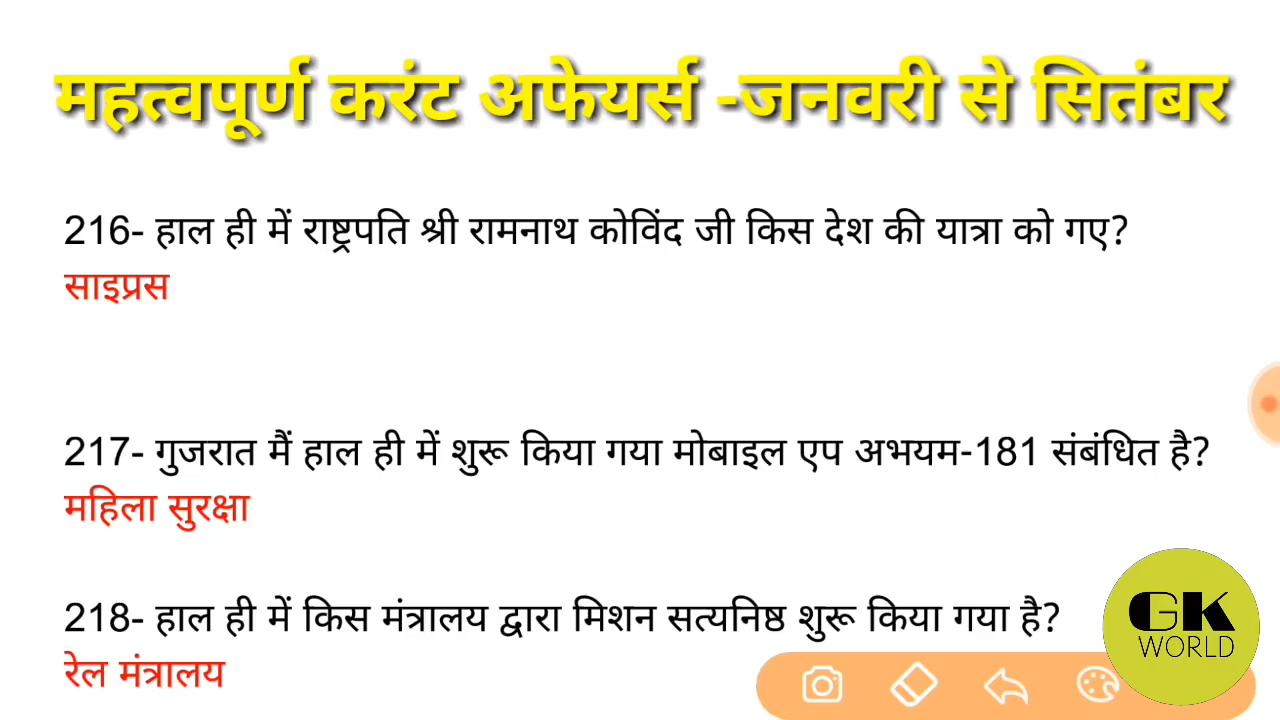 महत्वपूर्ण करंट अफेयर्स -जनवरी से सितंबर
216- हाल ही में राष्ट्रपति श्री रामनाथ कोविंद जी किस देश की यात्रा को गए?
साइप्रस
217- गुजरात मैं हाल ही में शुरू किया गया मोबाइल एप अभयम-181 संबंधित है?
महिला सुरक्षा
218- हाल ही में किस मंत्रालय द्वारा मिशन सत्यनिष्ठ शुरू किया गया है?
रेल मंत्रालय
GK
WORLD